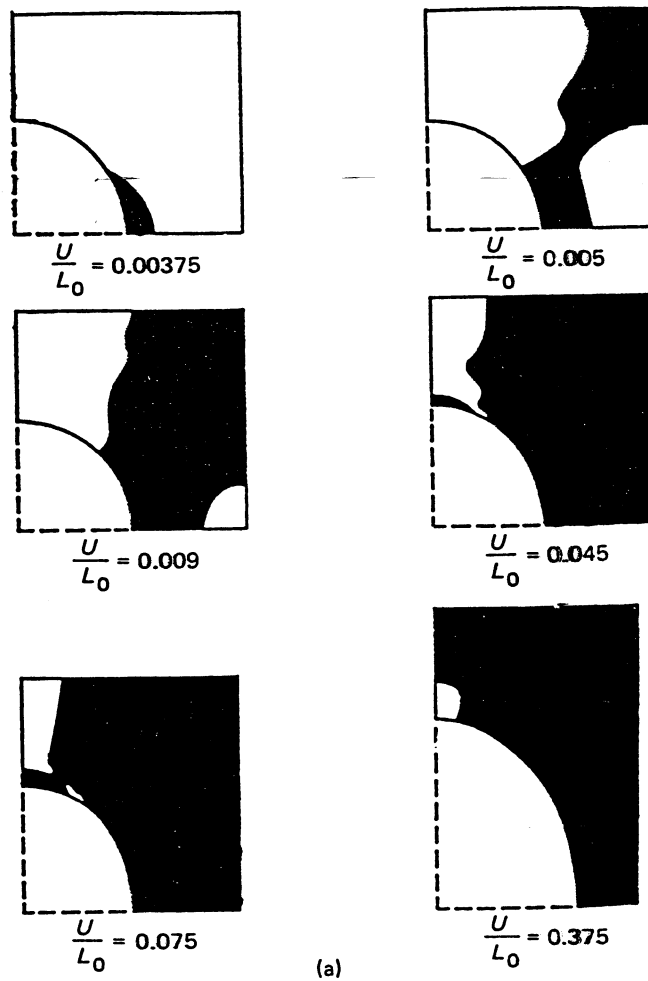 U/L0 = 0.00375
U/L0 = 0.005
U/L0 = 0.009
U/L0 = 0.045
U/L0 = 0.075
U/L0 = 0.375
(a)